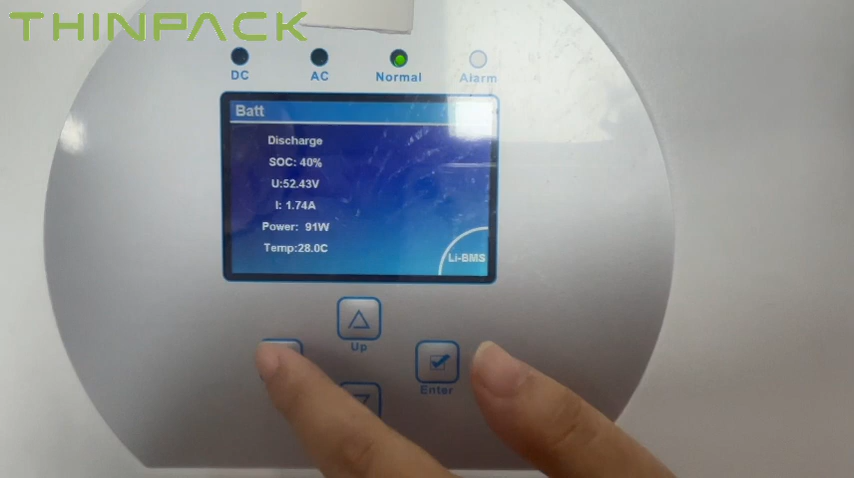 THINPACK
DC AC Normal Alarm
Batt
Discharge
SOC: 40%
U:52.43V
I: 1.74A
Power: 91W
Temp:28.0C
Li-BMS
Up
Enter